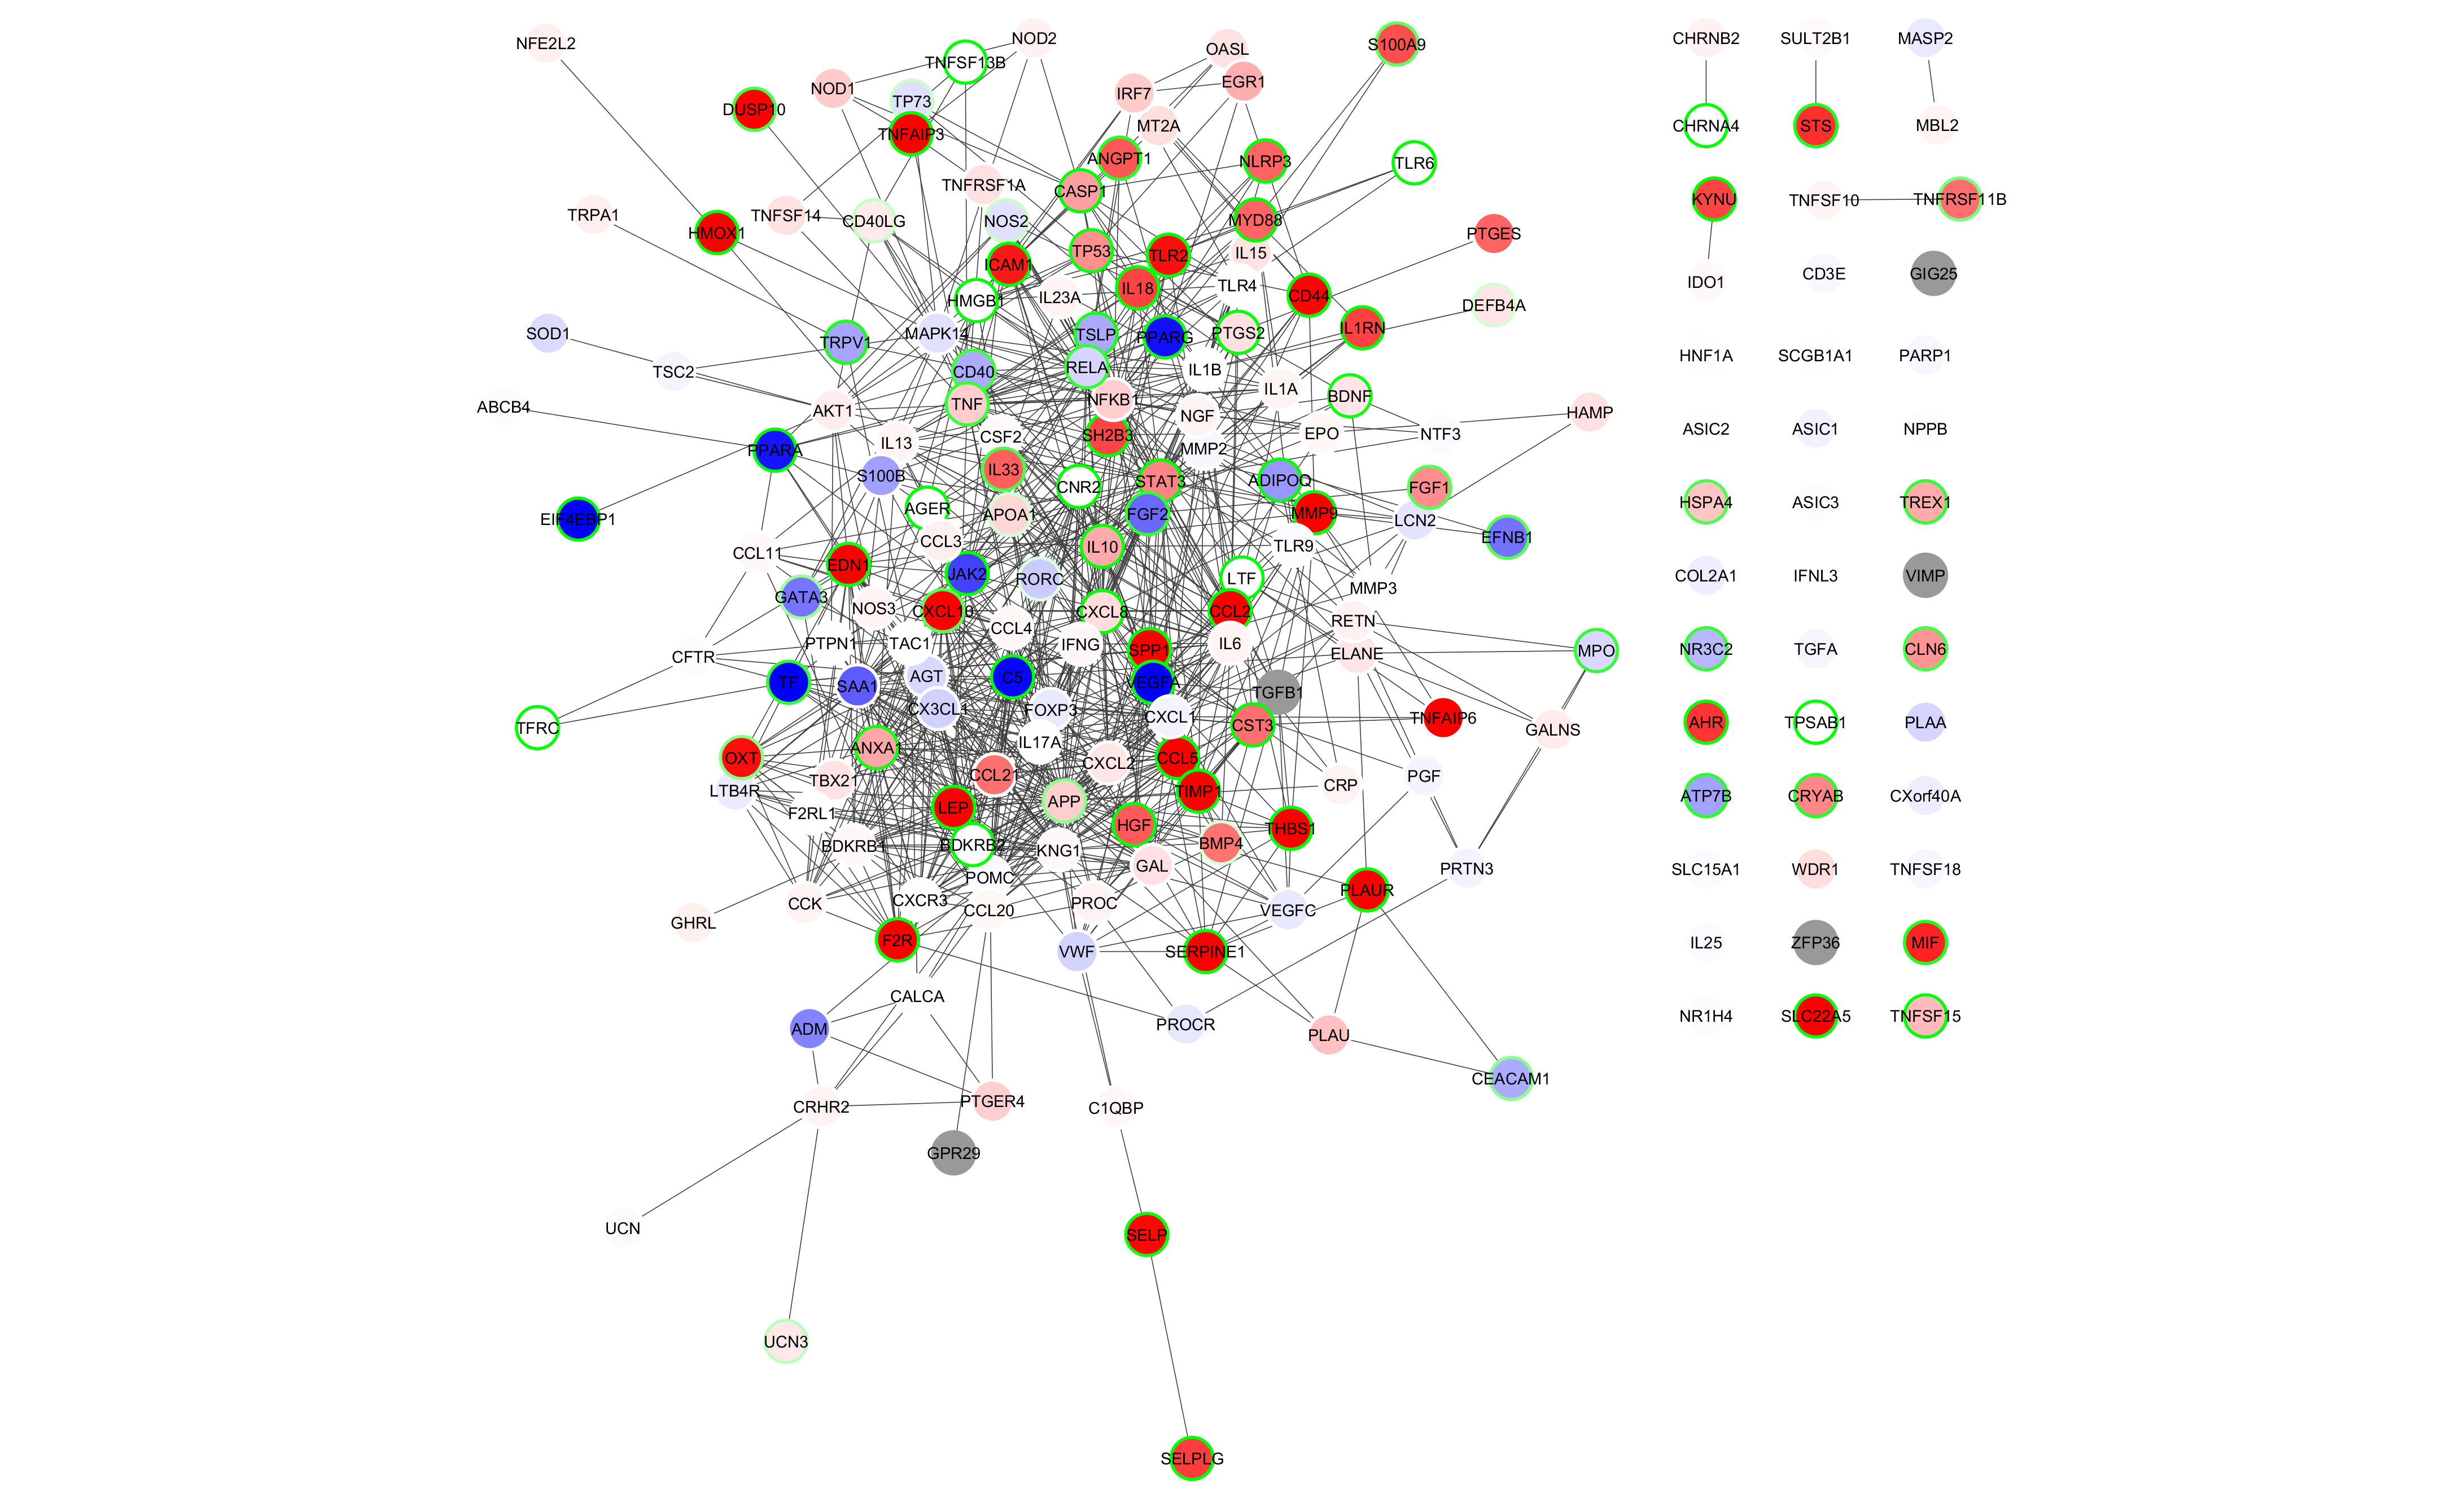 NFE2L2
NOD2
OASL
S100A9
TNFSF13B
NOD1
TP73
IRF7
EGR1
DUSP10
TNFAIP3
MT2A
ANGPT1
NLRP3
TLR6
TNFRSF1A
CASP1
TRPA1
TNFSF14
CD40LG
NOS2
MYD88
HMOX1
PTGES
TP53
TLR2
IL15
ICAM1
IL18
TLR4
HMGB1
IL23A
CD44
DEFB4A
SOD1
TRPV1
MAPK14
TSLP
PPARG
PTGS2
IL1RN
TSC2
CD40
RELA
IL1B
ABCB4
AKT1
TNF
NFKB1
NGF
IL1A
BDNF
HAMP
PPARA
IL13
CSF2
SH2B3
MMP2
EPO
NTF3
S100B
IL33
CNR2
STAT3
ADIPOQ
FGF1
EIF4EBP1
AGER
APOA1
FGF2
MMP9
LCN2
EFNB1
CCL11
CCL3
IL10
TLR9
EDN1
JAK2
RORC
LTF
MMP3
GATA3
NOS3
CXCL10
CXCL8
CCL2
CFTR
PTPN1
TAC1
CCL4
IFNG
SPP1
IL6
RETN
ELANE
MPO
TF
SAA1
AGT
C5
VEGFA
TGFB1
TFRC
CX3CL1
FOXP3
CXCL1
CST3
TNFAIP6
GALNS
OXT
ANXA1
IL17A
CXCL2
CCL5
LTB4R
TBX21
CCL21
TIMP1
CRP
PGF
F2RL1
LEP
APP
HGF
THBS1
BDKRB1
BDKRB2
KNG1
BMP4
GAL
PRTN3
GHRL
CCK
CXCR3
POMC
CCL20
PROC
VEGFC
PLAUR
F2R
VWF
SERPINE1
CALCA
ADM
PROCR
PLAU
CEACAM1
CRHR2
PTGER4
C1QBP
GPR29
UCN
SELP
UCN3
SELPLG
CHRNB2
SULT2B1
MASP2
CHRNA4
STS
MBL2
KYNU
TNFSF10
TNFRSF11B
IDO1
CD3E
GIG25
HNF1A
SCGB1A1
PARP1
ASIC2
ASIC1
NPPB
HSPA4
ASIC3
TREX1
COL2A1
IFNL3
VIMP
NR3C2
TGFA
CLN6
AHR
TPSAB1
PLAA
ATP7B
CRYAB
CXorf40A
SLC15A1
WDR1
TNFSF18
IL25
ZFP36
MIF
NR1H4
SLC22A5
TNFSF15